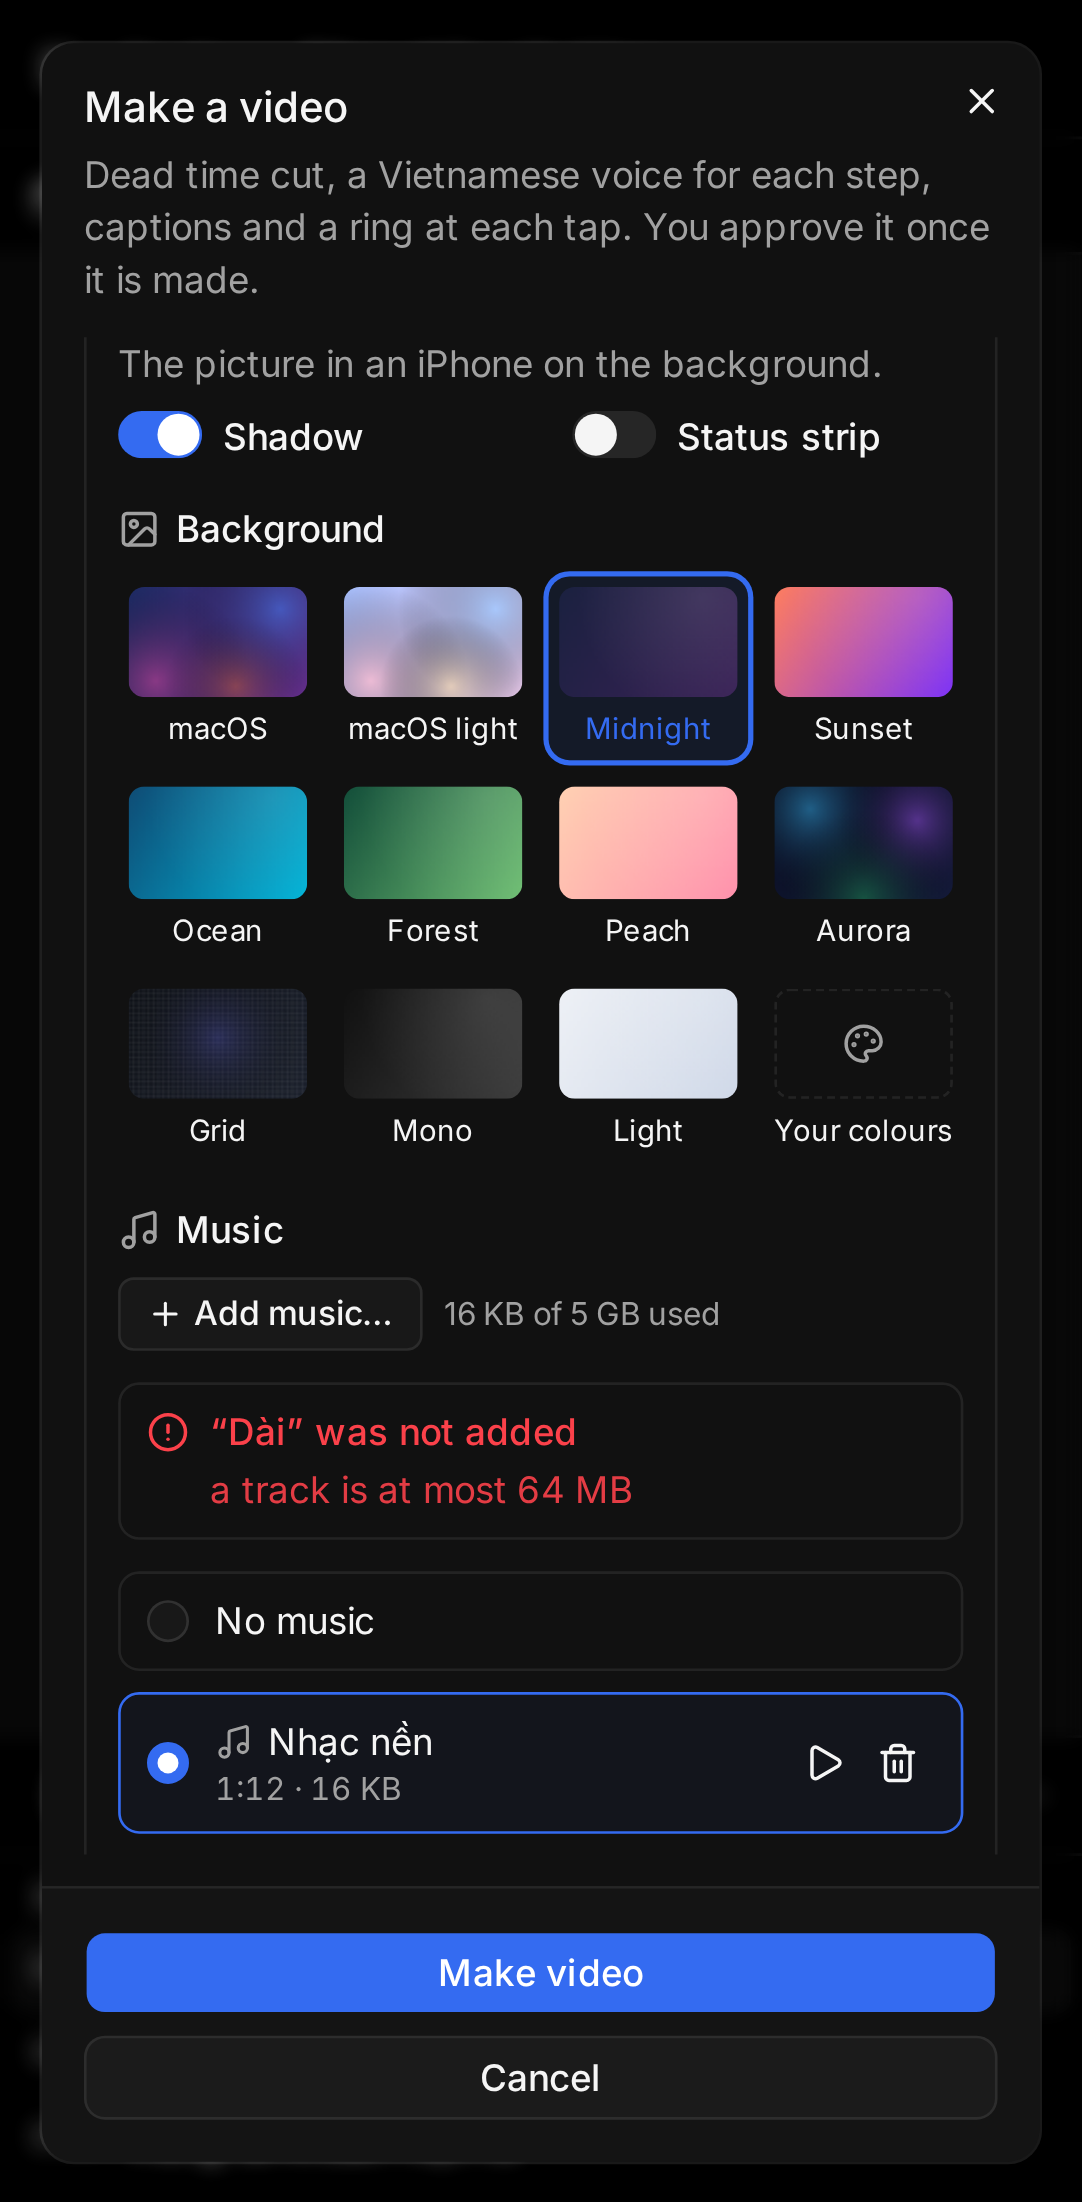 Make a video
Dead time cut, a Vietnamese voice for each step,
captions and a ring at each tap. You approve it once
it is made.
The picture in an iPhone on the background.
Shadow
Status strip
Background
macOS
macOS light
Midnight
Sunset
Ocean
Forest
Peach
Aurora
Grid
Mono
Light
Your colours
Music
Add music...
16 KB of 5 GB used
“Dài” was not added
a track is at most 64 MB
No music
Nhạc nền
1:12 · 16 KB
Make video
Cancel